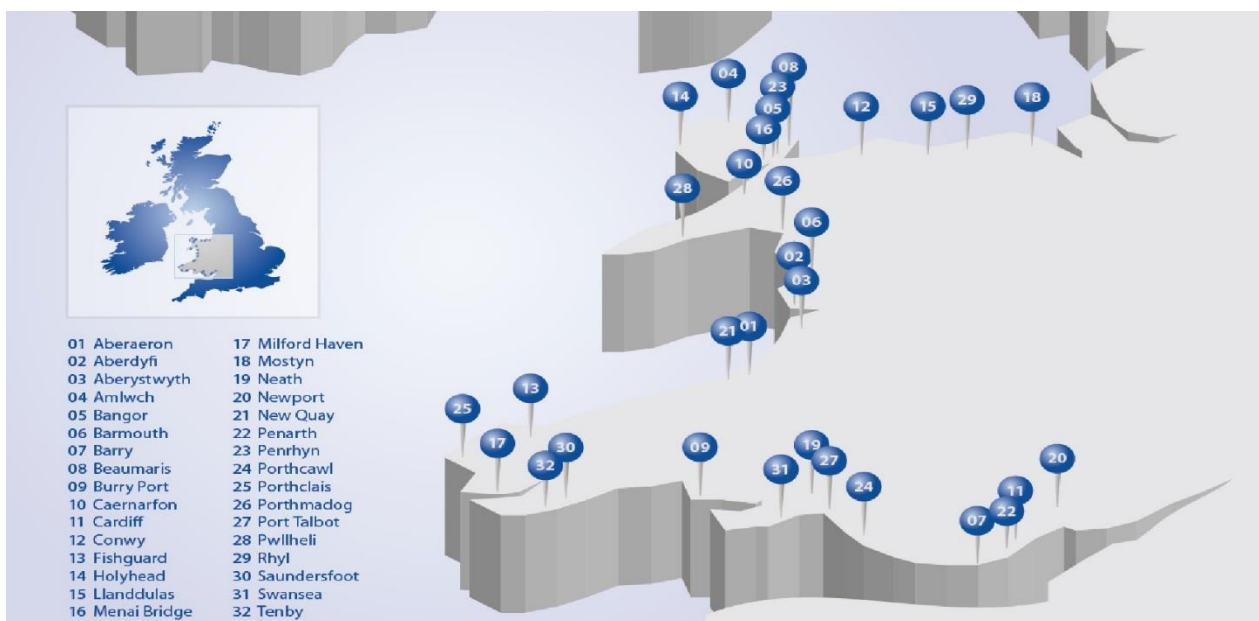 08
04
23
14
05
12
15
29
18
16
10
28
26
06
02
03
21
01
13
25
17
30
32
09
19
31
27
24
20
11
22
07
01 Aberaeron
02 Aberdyfi
03 Aberystwyth
04 Amlwch
05 Bangor
06 Barmouth
07 Barry
08 Beaumaris
09 Burry Port
10 Caernarfon
11 Cardiff
12 Conwy
13 Fishguard
14 Holyhead
15 Llanddulas
16 Menai Bridge
17 Milford Haven
18 Mostyn
19 Neath
20 Newport
21 New Quay
22 Penarth
23 Penrhyn
24 Porthcawl
25 Porthclais
26 Porthmadog
27 Port Talbot
28 Pwllheli
29 Rhyl
30 Saundersfoot
31 Swansea
32 Tenby